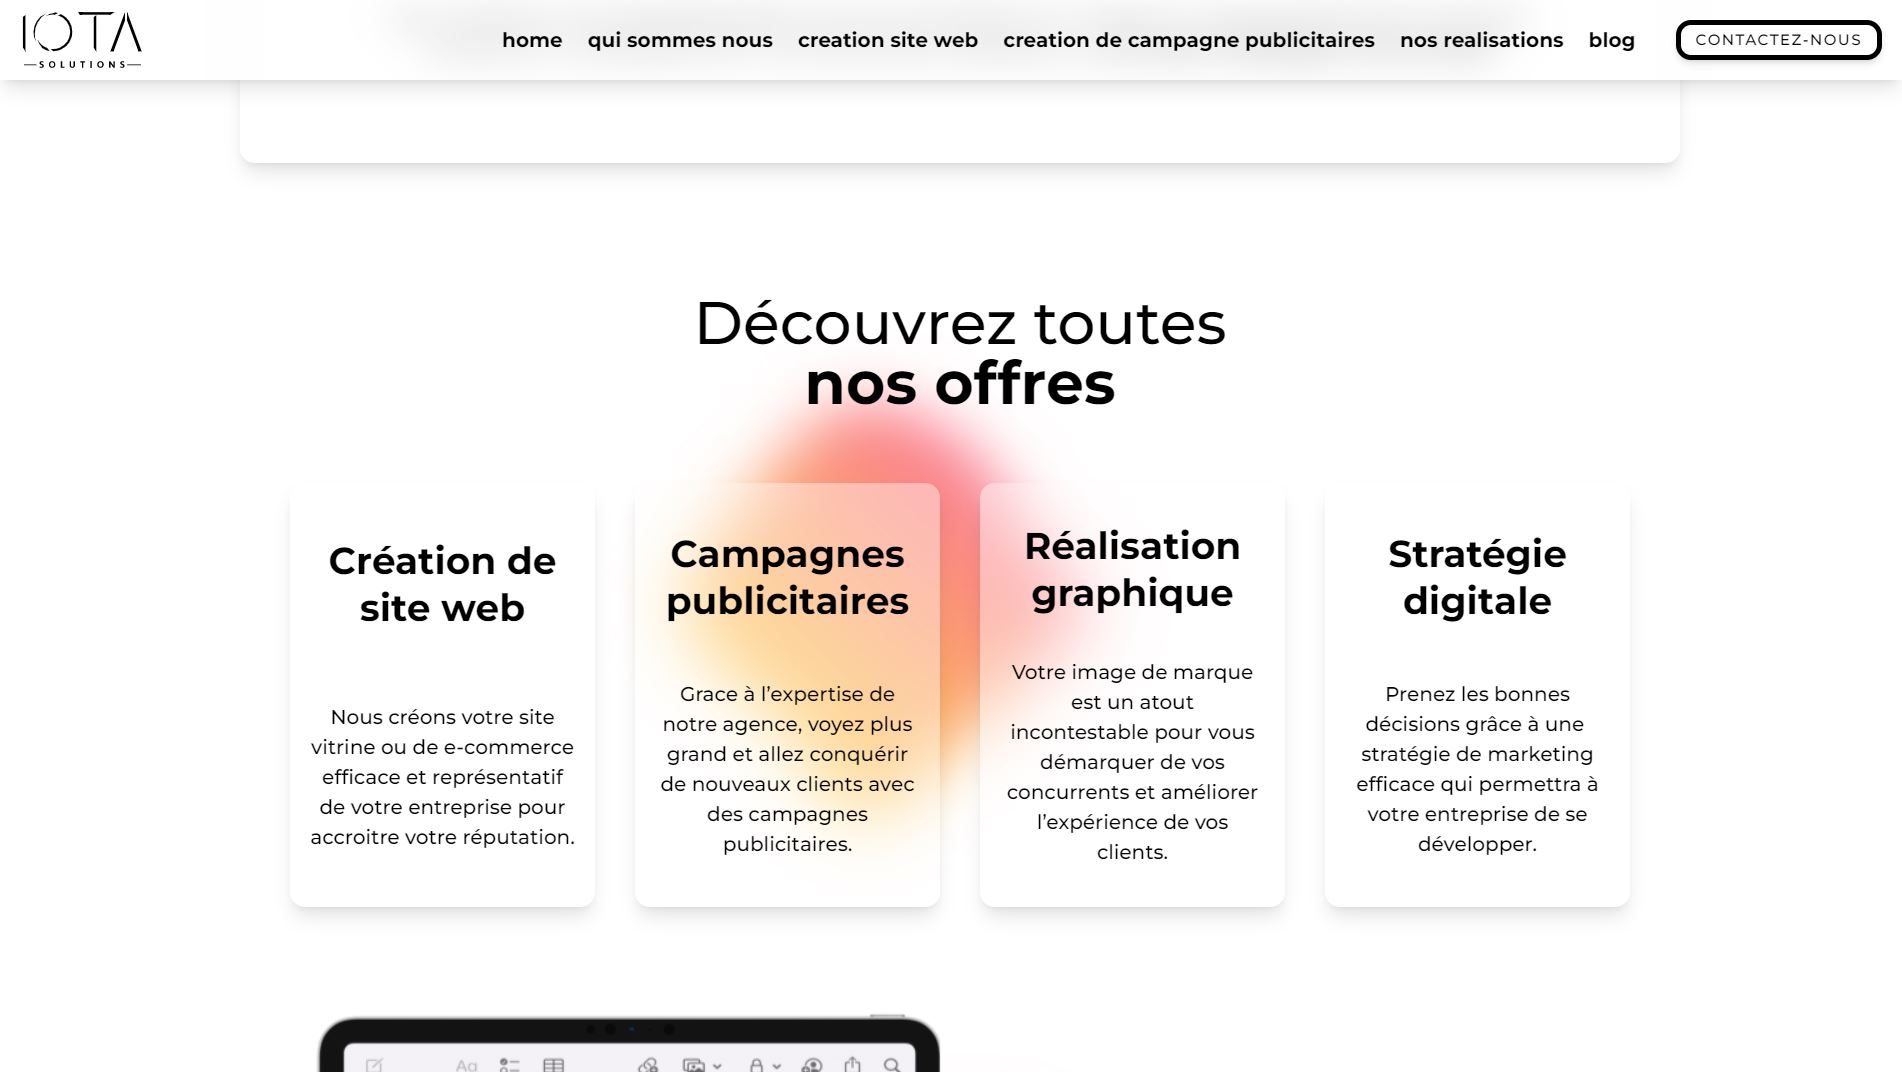 IOTA
SOLUTIONS
home
qui sommes nous
creation site web
creation de campagne publicitaires
nos realisations
blog
CONTACTEZ-NOUS
Découvrez toutes
nos offres
Création de
site web
Nous créons votre site
vitrine ou de e-commerce
efficace et représentatif
de votre entreprise pour
accroitre votre réputation.
Campagnes
publicitaires
Grace à l’expertise de
notre agence, voyez plus
grand et allez conquérir
de nouveaux clients avec
des campagnes
publicitaires.
Réalisation
graphique
Votre image de marque
est un atout
incontestable pour vous
démarquer de vos
concurrents et améliorer
l’expérience de vos
clients.
Stratégie
digitale
Prenez les bonnes
décisions grâce à une
stratégie de marketing
efficace qui permettra à
votre entreprise de se
développer.
Aa